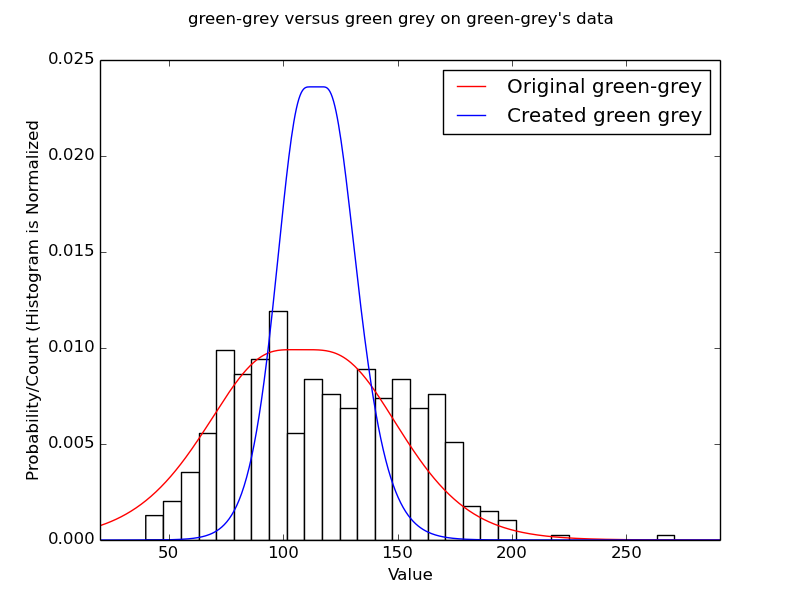 green-grey versus green grey on green-grey's data
Original green-grey
Created green grey
0.025
0.020
0.015
0.010
0.005
0.000
50
100
150
200
250
Value
Probability/Count (Histogram is Normalized